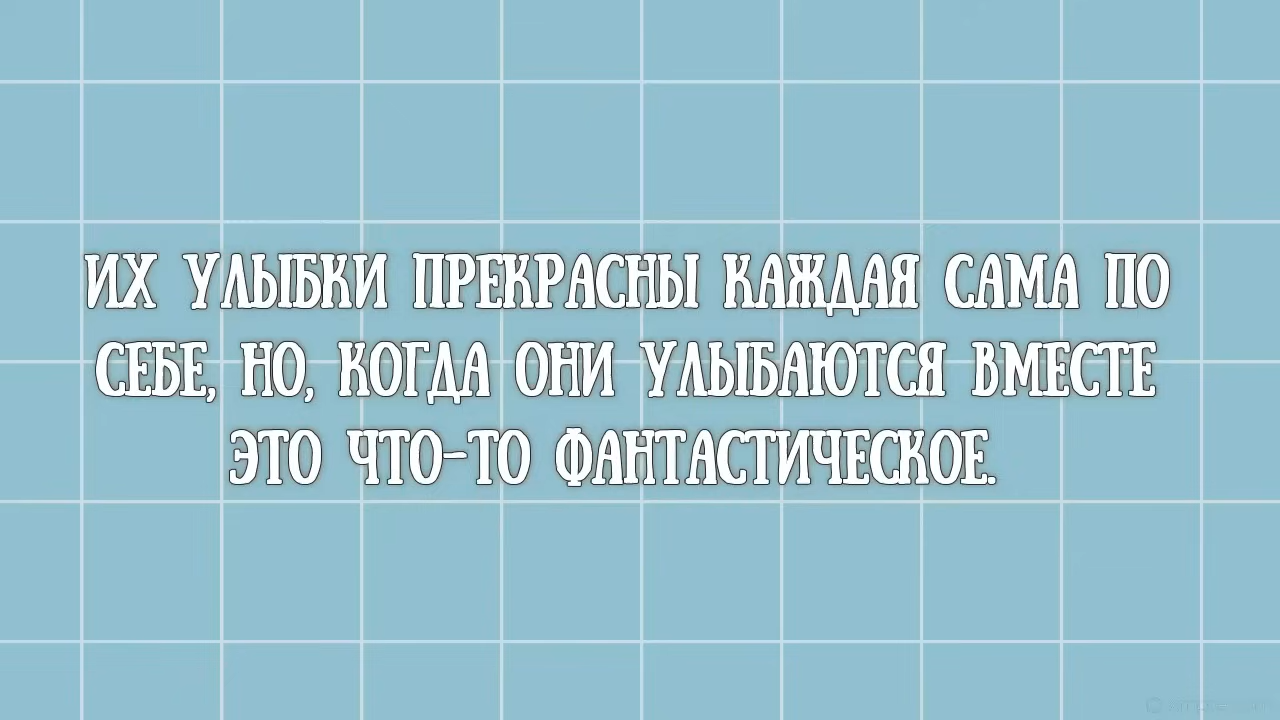 ИХ УЛЫБКИ ПРЕКРАСНЫ КАЖДАЯ САМА ПО
СЕБЕ, НО, КОГДА ОНИ УЛЫБАЮТСЯ ВМЕСТЕ
ЭТО ЧТО-ТО ФАНТАСТИЧЕСКОЕ.